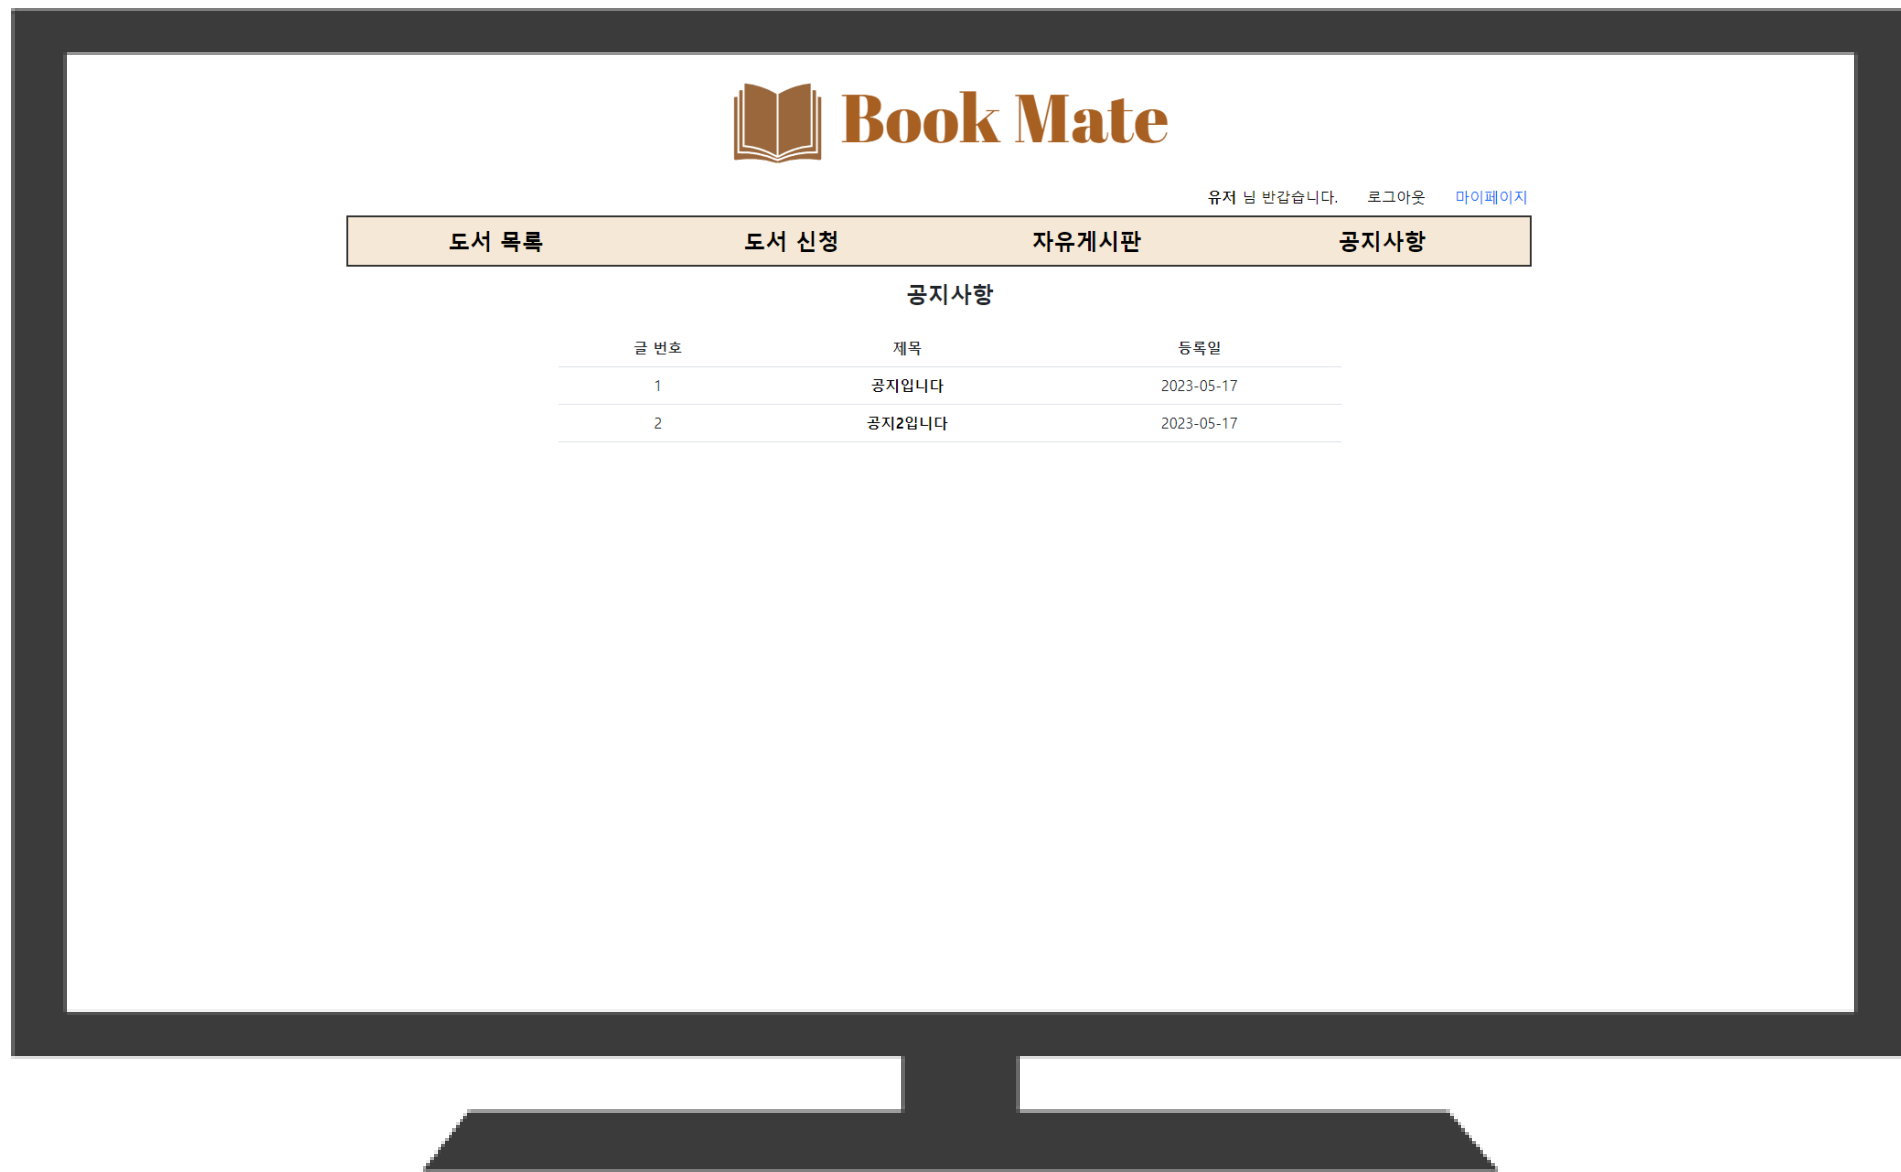 Book Mate
유저 님 반갑습니다. 로그아웃 마이페이지
도서 목록 도서 신청 자유게시판 공지사항
공지사항
글 번호 제목 등록일
1 공지입니다 2023-05-17
2 공지2입니다 2023-05-17